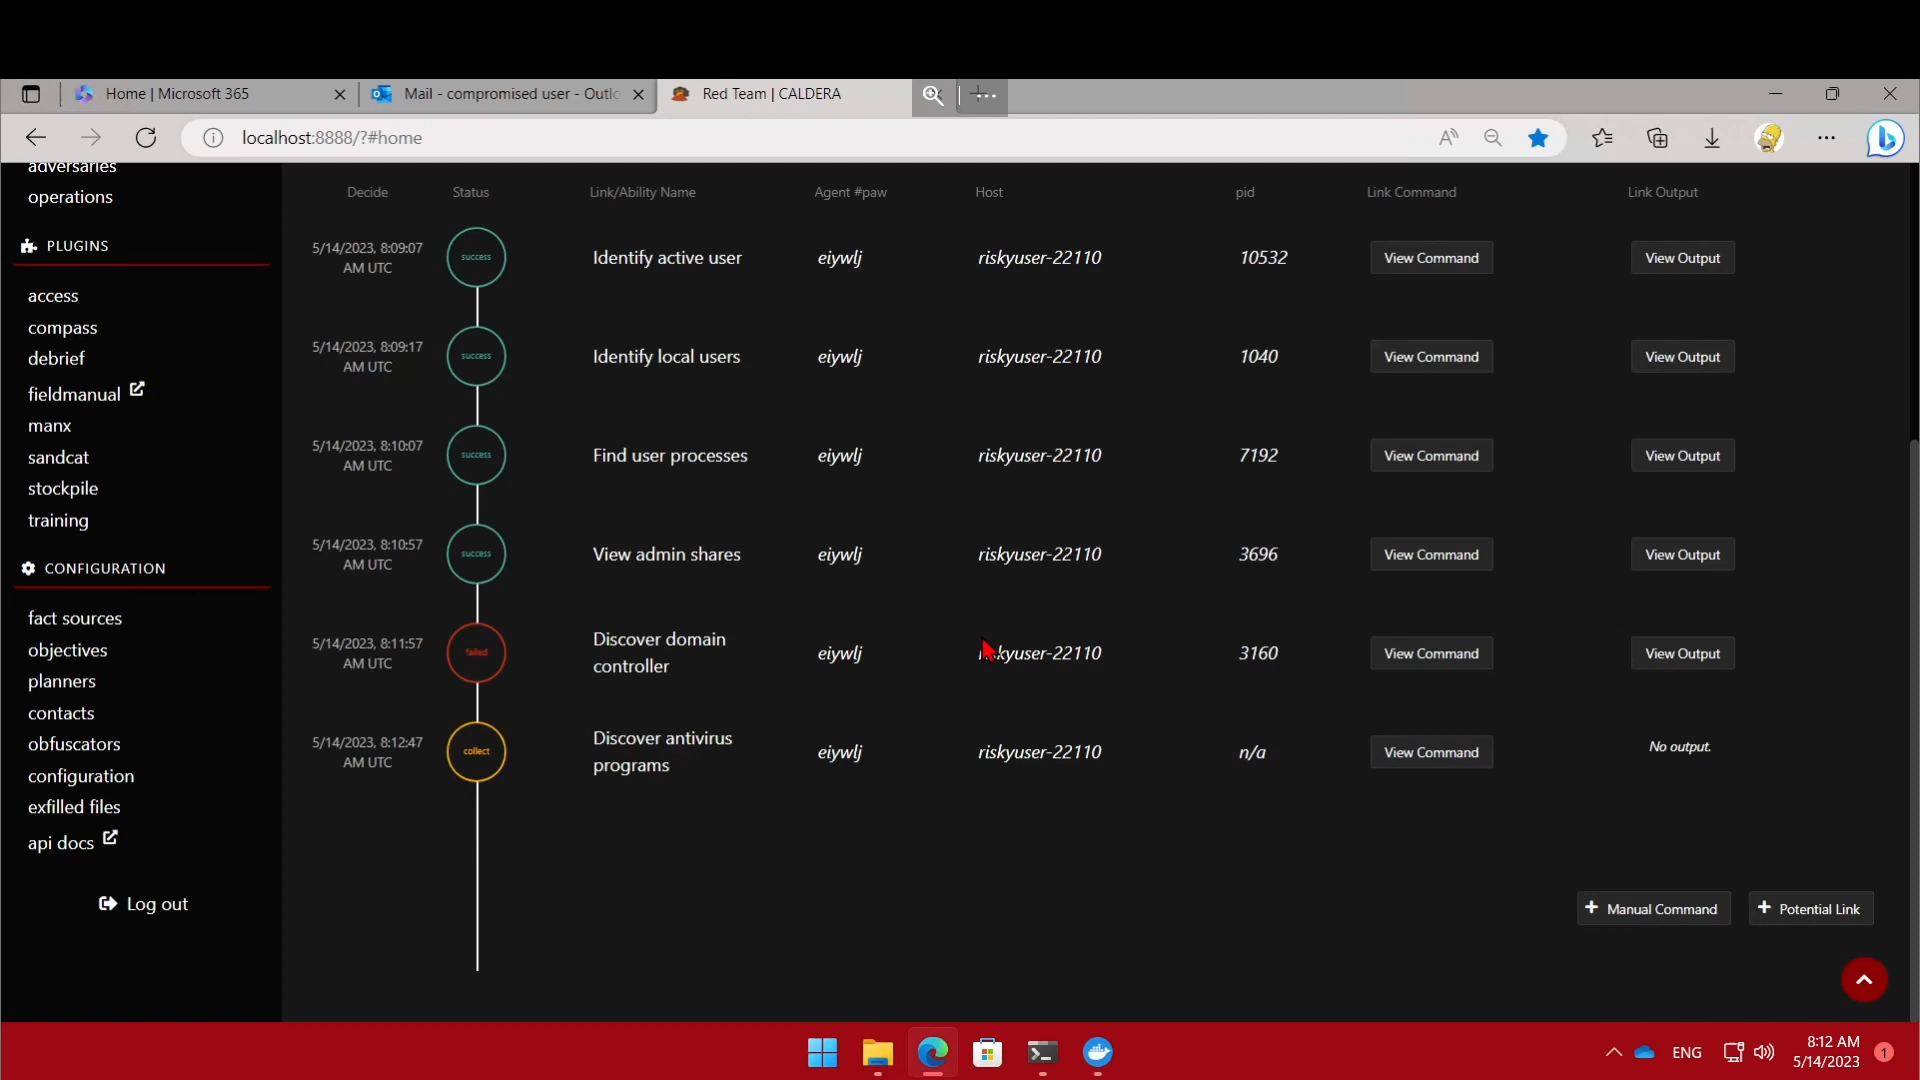 Home | Microsoft 365
Mail - compromised user - Outlo
Red Team | CALDERA
localhost:8888/?#home
adversaries
operations
PLUGINS
access
compass
debrief
fieldmanual
manx
sandcat
stockpile
training
CONFIGURATION
fact sources
objectives
planners
contacts
obfuscators
configuration
exfilled files
api docs
Log out
Decide Status Link/Ability Name Agent #paw Host pid Link Command Link Output
5/14/2023, 8:09:07
AM UTC
success Identify active user eiywlj riskyuser-22110 10532 View Command View Output
5/14/2023, 8:09:17
AM UTC
success Identify local users eiywlj riskyuser-22110 1040 View Command View Output
5/14/2023, 8:10:07
AM UTC
success Find user processes eiywlj riskyuser-22110 7192 View Command View Output
5/14/2023, 8:10:57
AM UTC
success View admin shares eiywlj riskyuser-22110 3696 View Command View Output
5/14/2023, 8:11:57
AM UTC
failed
Discover domain
controller
eiywlj riskyuser-22110 3160 View Command View Output
5/14/2023, 8:12:47
AM UTC
collect
Discover antivirus
programs
eiywlj riskyuser-22110 n/a View Command No output.
+ Manual Command + Potential Link
ENG
8:12 AM
5/14/2023
1